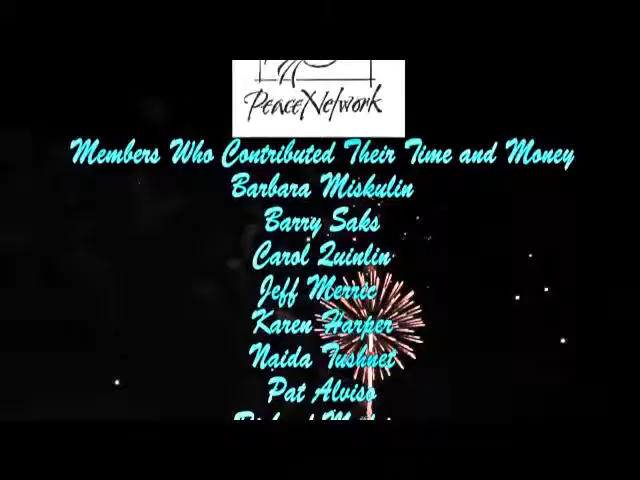 PeaceNetwork
Members Who Contributed Their Time and Money
Barbara Miskulin
Barry Saks
Carol Quinlin
Jeff Merric
Karen Harper
Naida Tushnet
Pat Alviso